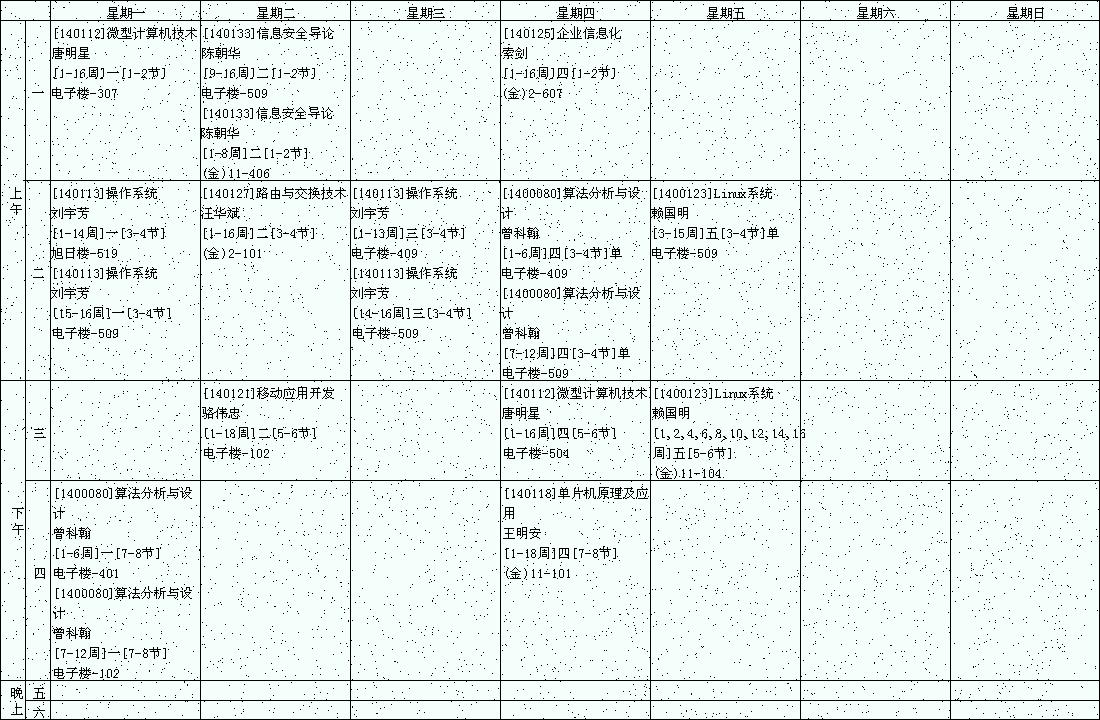 星期一 星期二 星期三 星期四 星期五 星期六 星期日
上午
一
[140112]微型计算机技术
唐明星
[1-16周]一[1-2节]
电子楼-307
[140133]信息安全导论
陈朝华
[9-16周]二[1-2节]
电子楼-509
[140133]信息安全导论
陈朝华
[1-8周]二[1-2节]
(金)11-406
[140125]企业信息化
索剑
[1-16周]四[1-2节]
(金)2-607
二
[140113]操作系统
刘宇芳
[1-14周]一[3-4节]
旭日楼-519
[140113]操作系统
刘宇芳
[15-16周]一[3-4节]
电子楼-509
[140127]路由与交换技术
汪华斌
[1-16周]二[3-4节]
(金)2-101
[140113]操作系统
刘宇芳
[1-13周]三[3-4节]
电子楼-409
[140113]操作系统
刘宇芳
[14-16周]三[3-4节]
电子楼-509
[1400080]算法分析与设
计
曾科翰
[1-6周]四[3-4节]单
电子楼-409
[1400080]算法分析与设
计
曾科翰
[7-12周]四[3-4节]单
电子楼-509
[1400123]Linux系统
赖国明
[3-15周]五[3-4节]单
电子楼-509
下午
三
[140121]移动应用开发
骆伟忠
[1-18周]二[5-6节]
电子楼-102
[140112]微型计算机技术
唐明星
[1-16周]四[5-6节]
电子楼-504
[1400123]Linux系统
赖国明
[1,2,4,6,8,10,12,14,16
周]五[5-6节]
(金)11-104
四
[1400080]算法分析与设
计
曾科翰
[1-6周]一[7-8节]
电子楼-401
[1400080]算法分析与设
计
曾科翰
[7-12周]一[7-8节]
电子楼-102
[140118]单片机原理及应
用
王明安
[1-18周]四[7-8节]
(金)11-101
晚上
五
六